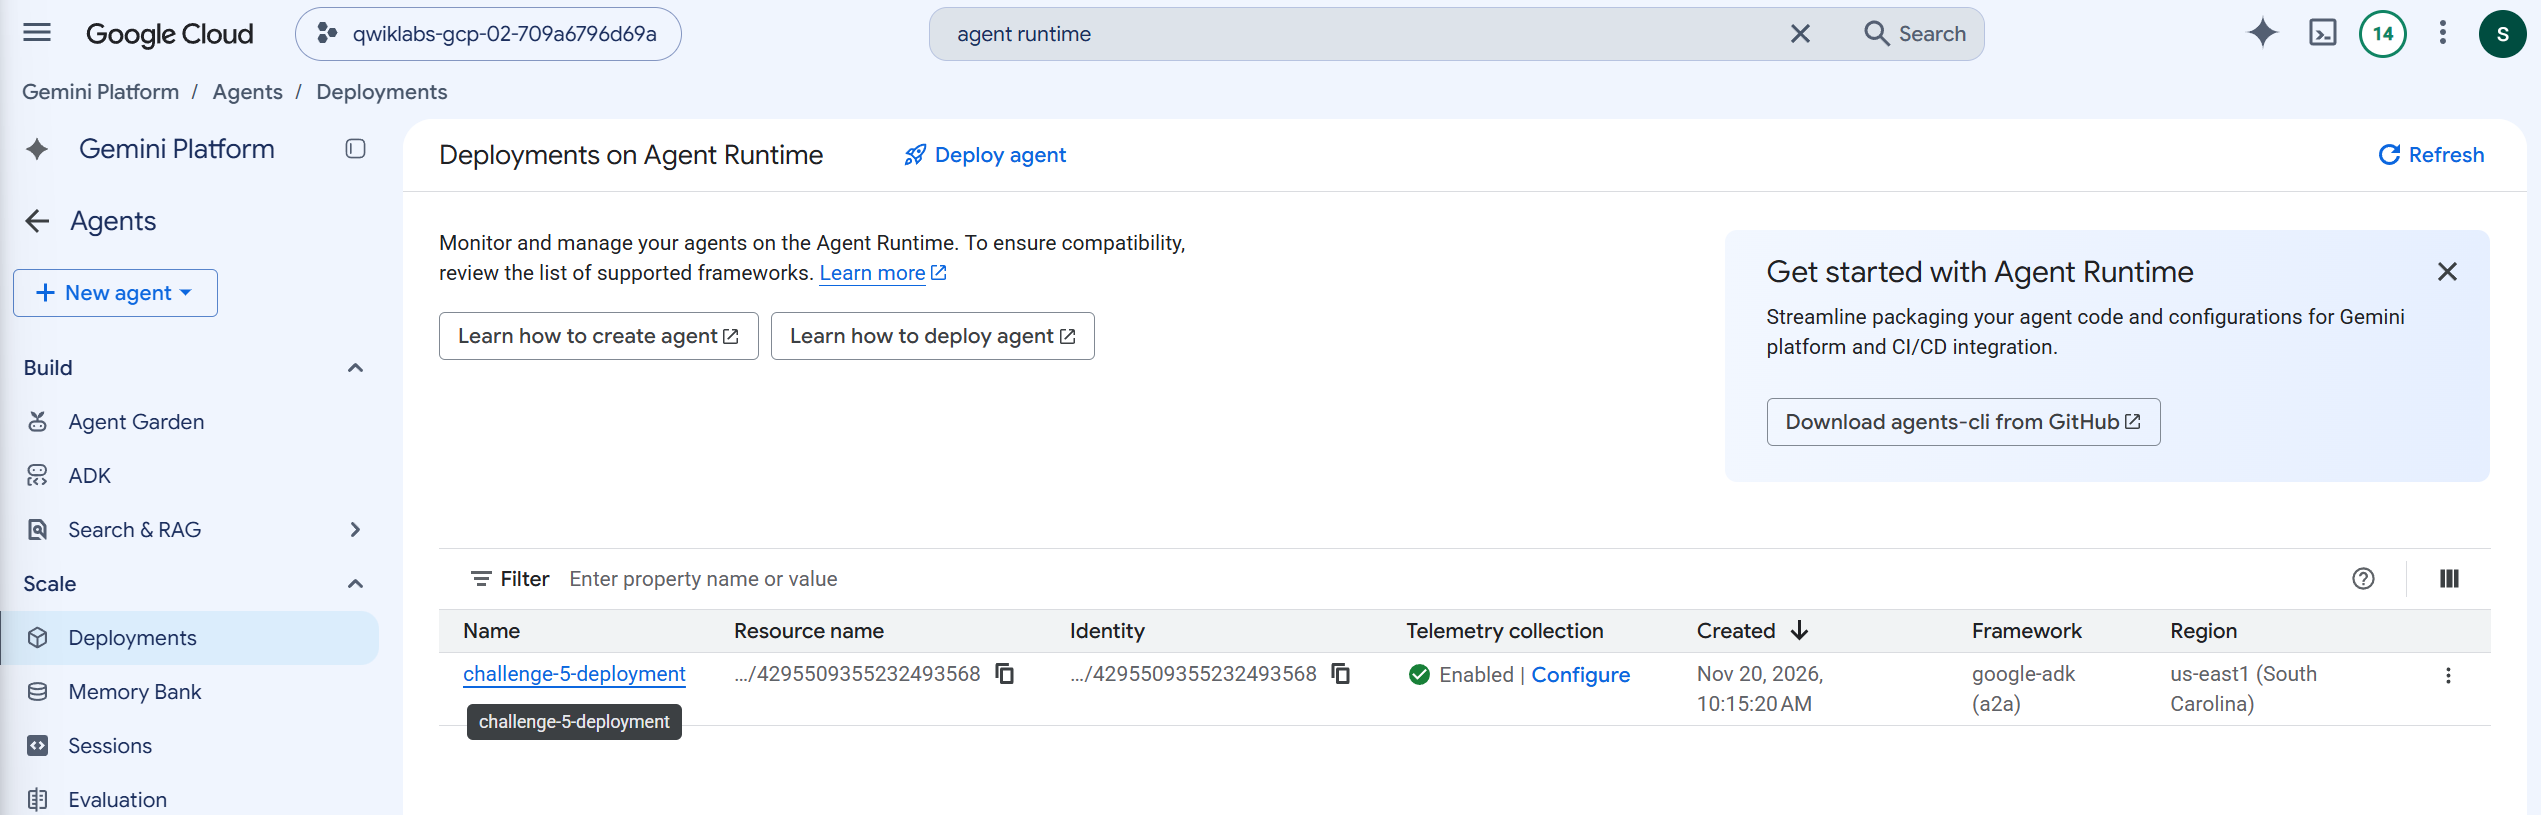 Google Cloud
qwiklabs-gcp-02-709a6796d69a
agent runtime
Search
14
S
Gemini Platform / Agents / Deployments
Gemini Platform
Agents
New agent
Build
Agent Garden
ADK
Search & RAG
Scale
Deployments
Memory Bank
Sessions
Evaluation
Deployments on Agent Runtime
Deploy agent
Refresh
Monitor and manage your agents on the Agent Runtime. To ensure compatibility,
review the list of supported frameworks. Learn more
Learn how to create agent
Learn how to deploy agent
Get started with Agent Runtime
Streamline packaging your agent code and configurations for Gemini
platform and CI/CD integration.
Download agents-cli from GitHub
Filter Enter property name or value
Name Resource name Identity Telemetry collection Created Framework Region
challenge-5-deployment …/4295509355232493568 …/4295509355232493568 Enabled | Configure Nov 20, 2026, google-adk us-east1 (South
10:15:20 AM (a2a) Carolina)
challenge-5-deployment